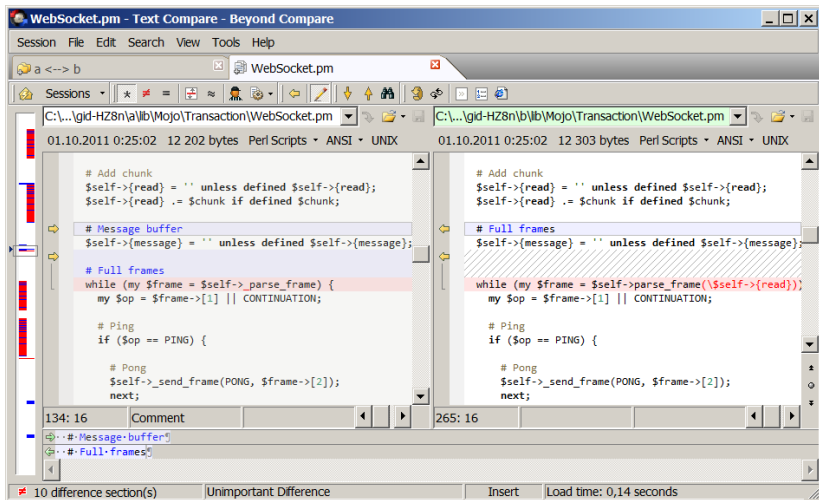 WebSocket.pm - Text Compare - Beyond Compare
Session File Edit Search View Tools Help
a <--> b
WebSocket.pm
Sessions
C:\...\gid-HZ8n\a\lib\Mojo\Transaction\WebSocket.pm
C:\...\gid-HZ8n\b\lib\Mojo\Transaction\WebSocket.pm
01.10.2011 0:25:02 12 202 bytes Perl Scripts ANSI UNIX
01.10.2011 0:25:02 12 303 bytes Perl Scripts ANSI UNIX
# Add chunk
$self->{read} = '' unless defined $self->{read};
$self->{read} .= $chunk if defined $chunk;
# Message buffer
$self->{message} = '' unless defined $self->{message};
# Full frames
while (my $frame = $self->_parse_frame) {
my $op = $frame->[1] || CONTINUATION;
# Ping
if ($op == PING) {
# Pong
$self->_send_frame(PONG, $frame->[2]);
next;
# Add chunk
$self->{read} = '' unless defined $self->{read};
$self->{read} .= $chunk if defined $chunk;
# Full frames
$self->{message} = '' unless defined $self->{message};
while (my $frame = $self->parse_frame(\$self->{read}))
my $op = $frame->[1] || CONTINUATION;
# Ping
if ($op == PING) {
# Pong
$self->_send_frame(PONG, $frame->[2]);
next;
134: 16 Comment
265: 16
··#·Message·buffer¶
··#·Full·frames¶
10 difference section(s) Unimportant Difference Insert Load time: 0,14 seconds